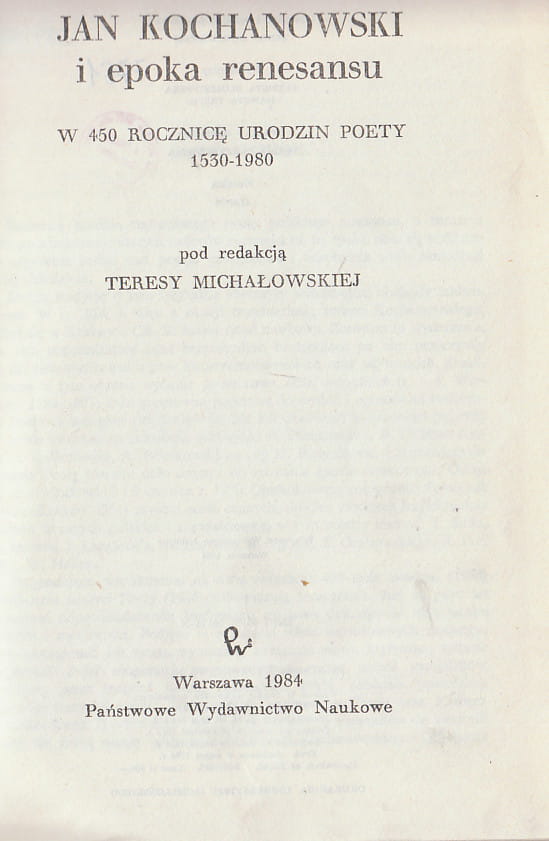 JAN KOCHANOWSKI
i epoka renesansu
W 450 ROCZNICĘ URODZIN POETY
1530-1980
pod redakcją
TERESY MICHAŁOWSKIEJ
Warszawa 1984
Państwowe Wydawnictwo Naukowe